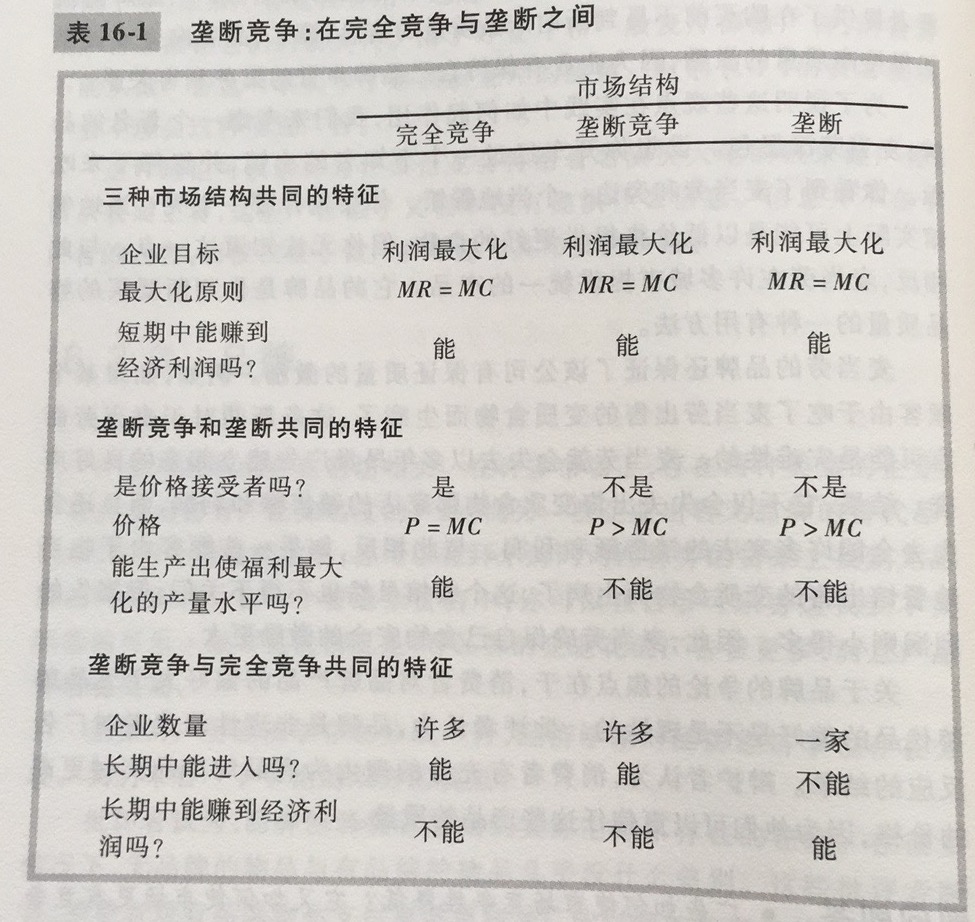 表 16-1 垄断竞争:在完全竞争与垄断之间
市场结构
完全竞争 垄断竞争 垄断
三种市场结构共同的特征
企业目标 利润最大化 利润最大化 利润最大化
最大化原则 MR = MC MR = MC MR = MC
短期中能赚到
经济利润吗? 能 能 能
垄断竞争和垄断共同的特征
是价格接受者吗? 是 不是 不是
价格 P = MC P > MC P > MC
能生产出使福利最大
化的产量水平吗? 能 不能 不能
垄断竞争与完全竞争共同的特征
企业数量 许多 许多 一家
长期中能进入吗? 能 能 不能
长期中能赚到经济利
润吗? 不能 不能 能